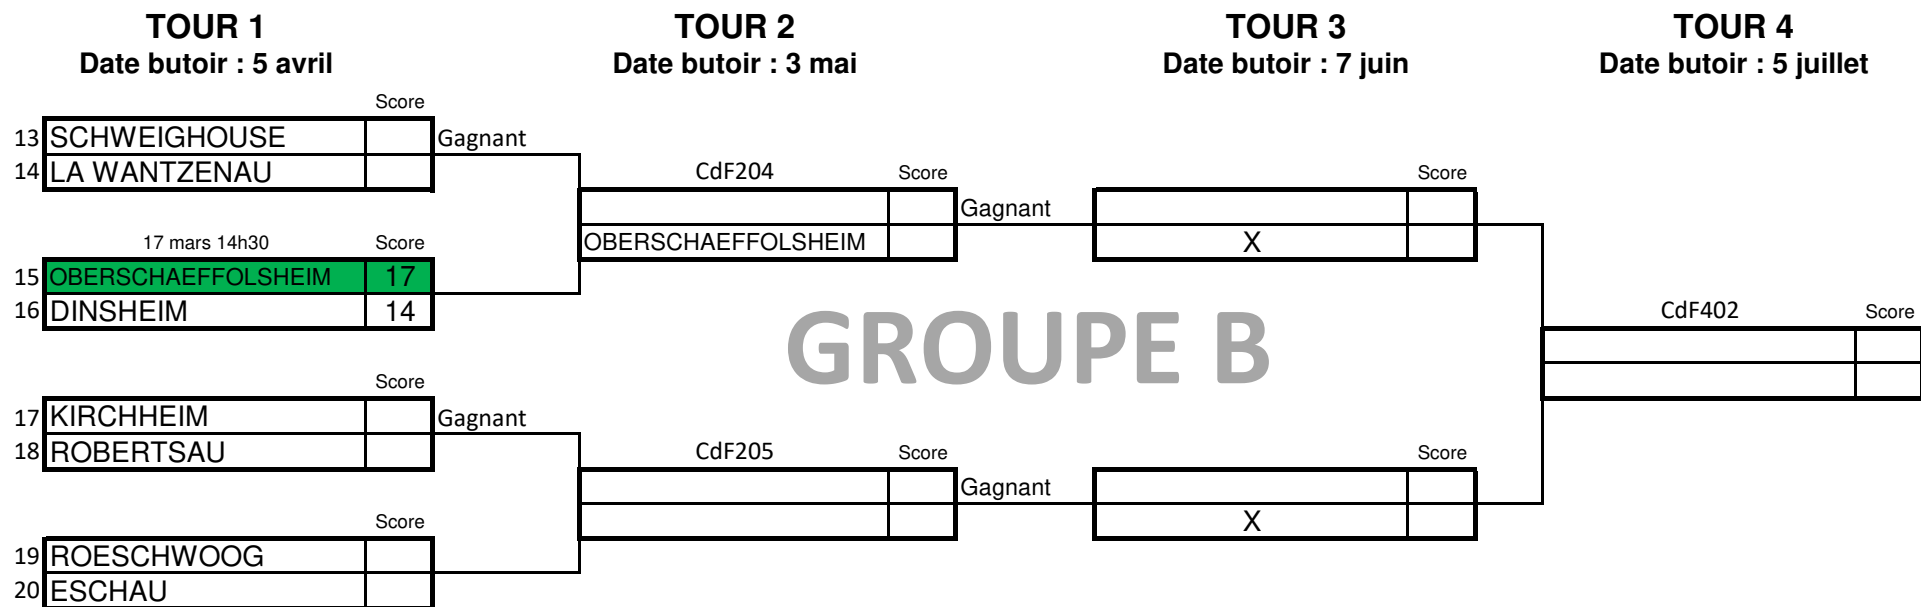 TOUR 1 TOUR 2 TOUR 3 TOUR 4
Date butoir : 5 avril Date butoir : 3 mai Date butoir : 7 juin Date butoir : 5 juillet
Score
13 SCHWEIGHOUSE Gagnant
14 LA WANTZENAU CdF204 Score Score
Gagnant
17 mars 14h30 Score OBERSCHAEFFOLSHEIM X
15 OBERSCHAEFFOLSHEIM 17
16 DINSHEIM 14 CdF402 Score
GROUPE B
Score
17 KIRCHHEIM Gagnant
18 ROBERTSAU CdF205 Score Score
Gagnant
Score X
19 ROESCHWOOG
20 ESCHAU